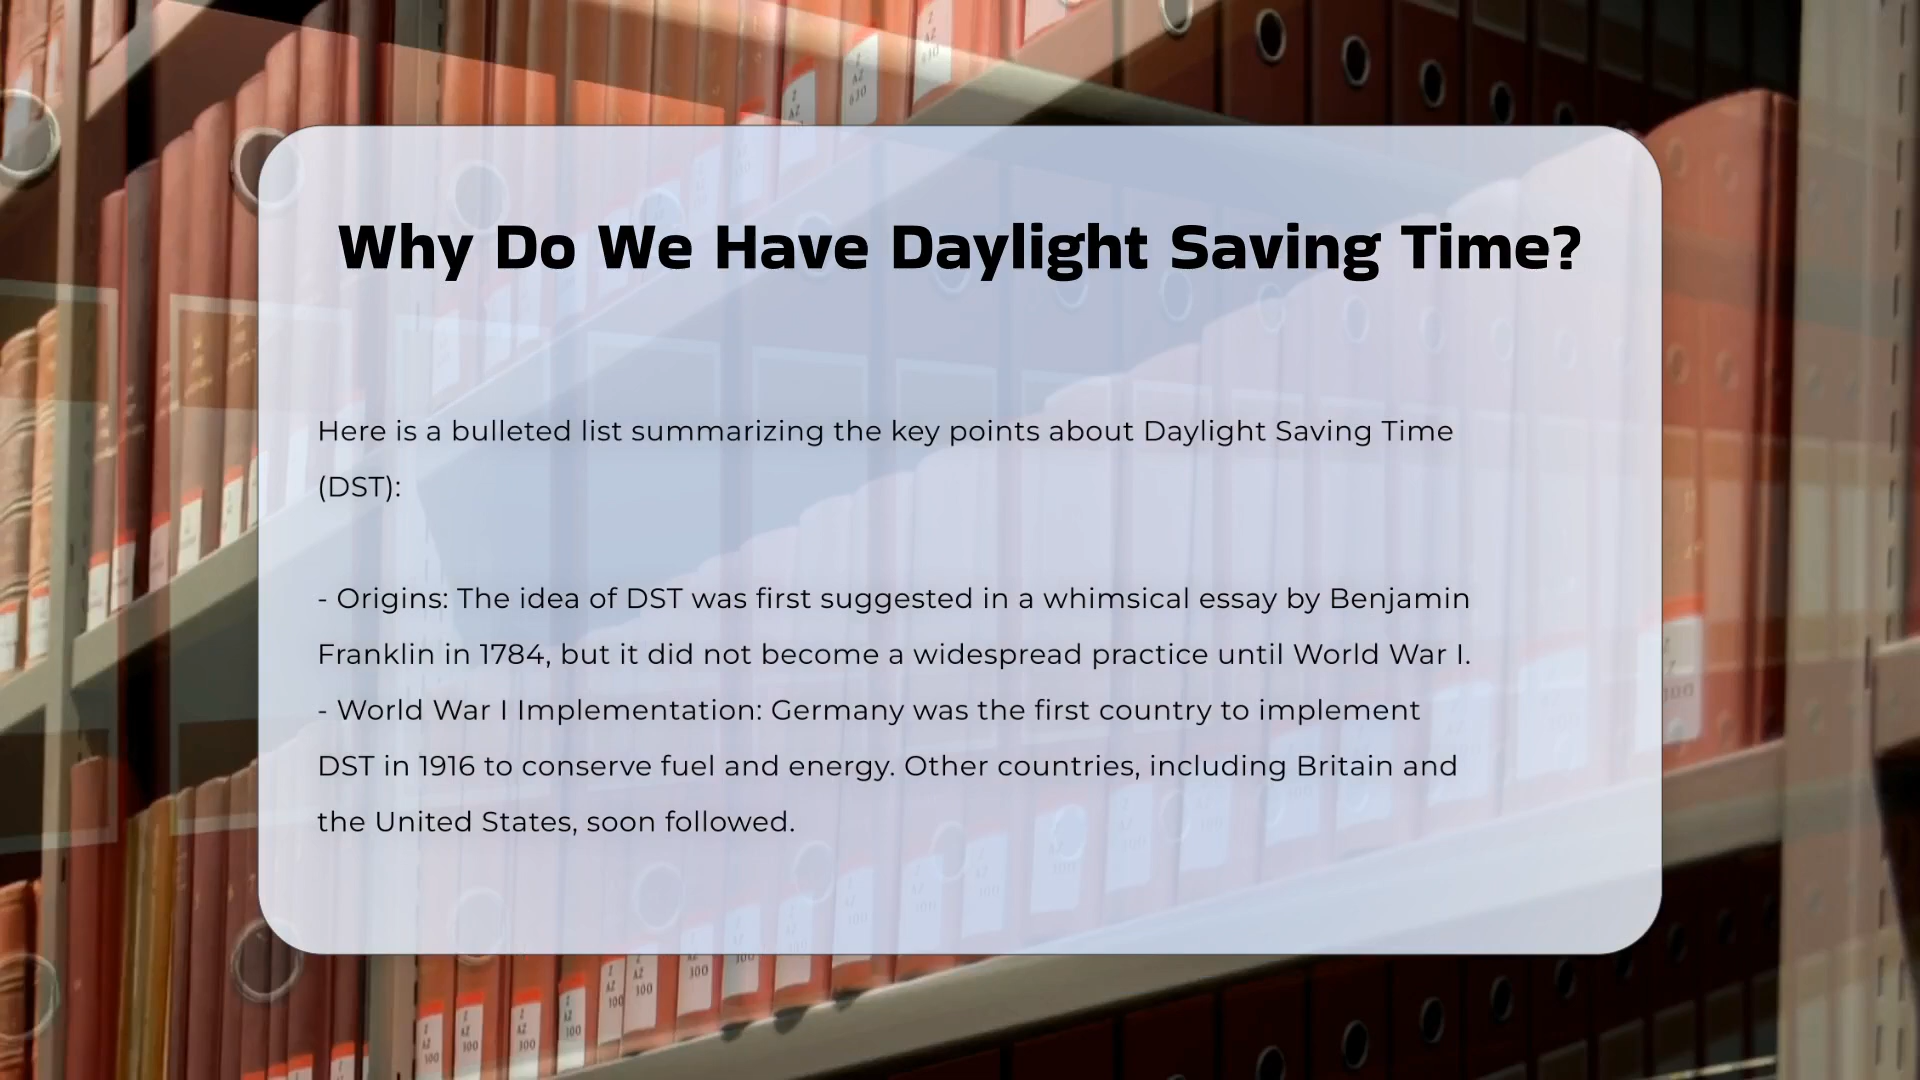 Why Do We Have Daylight Saving Time?
Here is a bulleted list summarizing the key points about Daylight Saving Time
(DST):
- Origins: The idea of DST was first suggested in a whimsical essay by Benjamin
Franklin in 1784, but it did not become a widespread practice until World War I.
- World War I Implementation: Germany was the first country to implement
DST in 1916 to conserve fuel and energy. Other countries, including Britain and
the United States, soon followed.